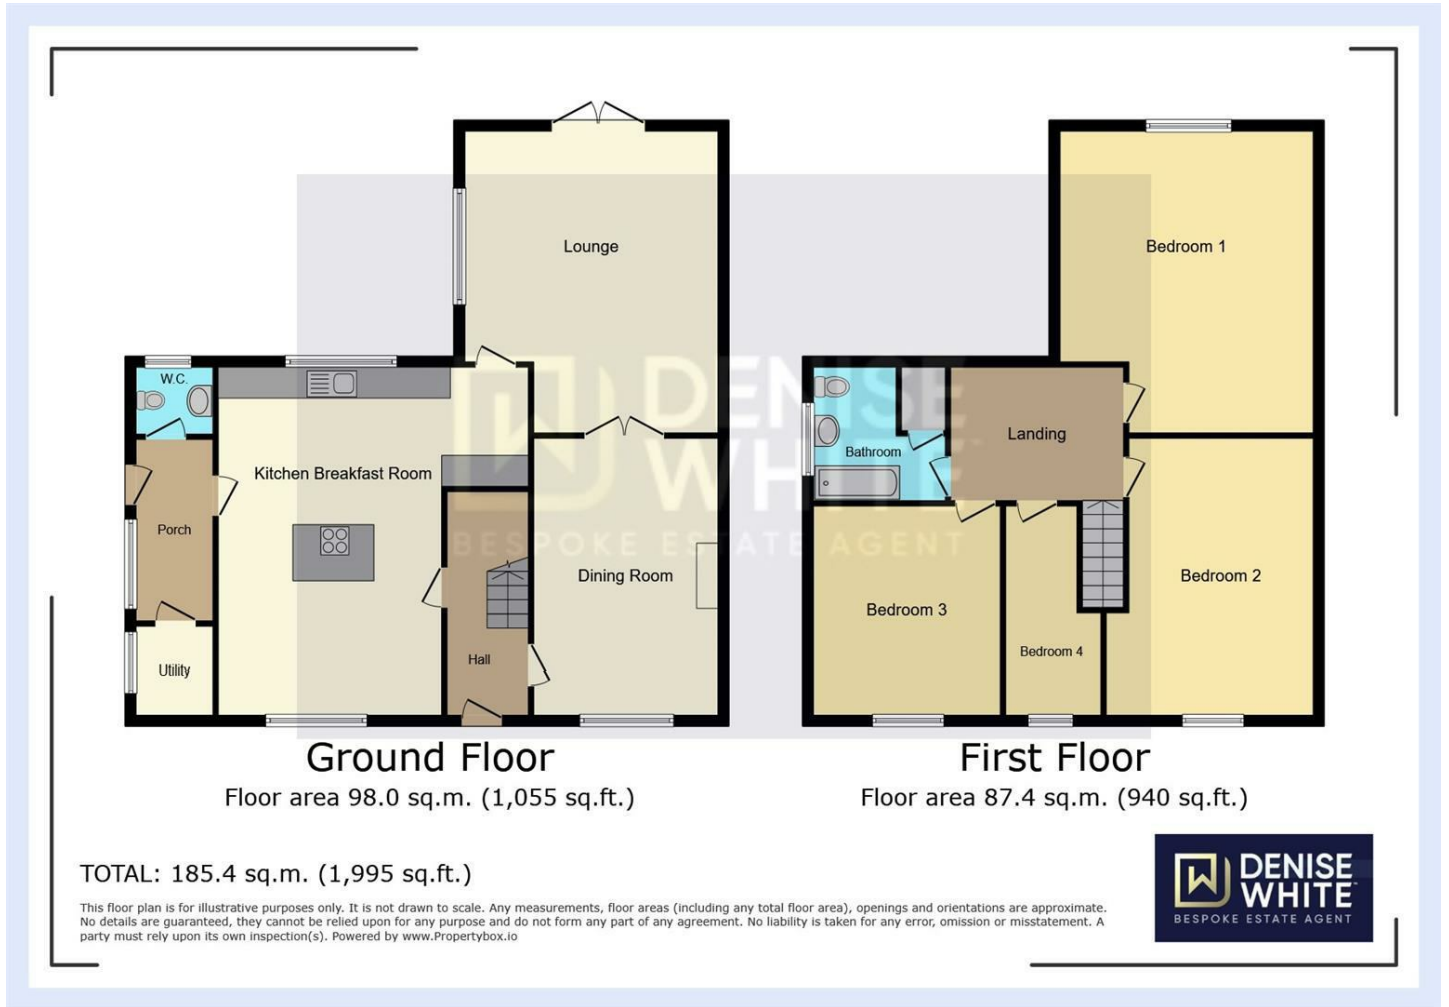 Lounge
Bedroom 1
W.C.
Kitchen Breakfast Room
Landing
Bathroom
Porch
Dining Room
Bedroom 2
Bedroom 3
Utility
Hall
Bedroom 4
DENISE
WHITE
BESPOKE ESTATE AGENT
Ground Floor
Floor area 98.0 sq.m. (1,055 sq.ft.)
First Floor
Floor area 87.4 sq.m. (940 sq.ft.)
TOTAL: 185.4 sq.m. (1,995 sq.ft.)
This floor plan is for illustrative purposes only. It is not drawn to scale. Any measurements, floor areas (including any total floor area), openings and orientations are approximate.
No details are guaranteed, they cannot be relied upon for any purpose and do not form any part of any agreement. No liability is taken for any error, omission or misstatement. A
party must rely upon its own inspection(s). Powered by www.Propertybox.io
DENISE
WHITE
BESPOKE ESTATE AGENT